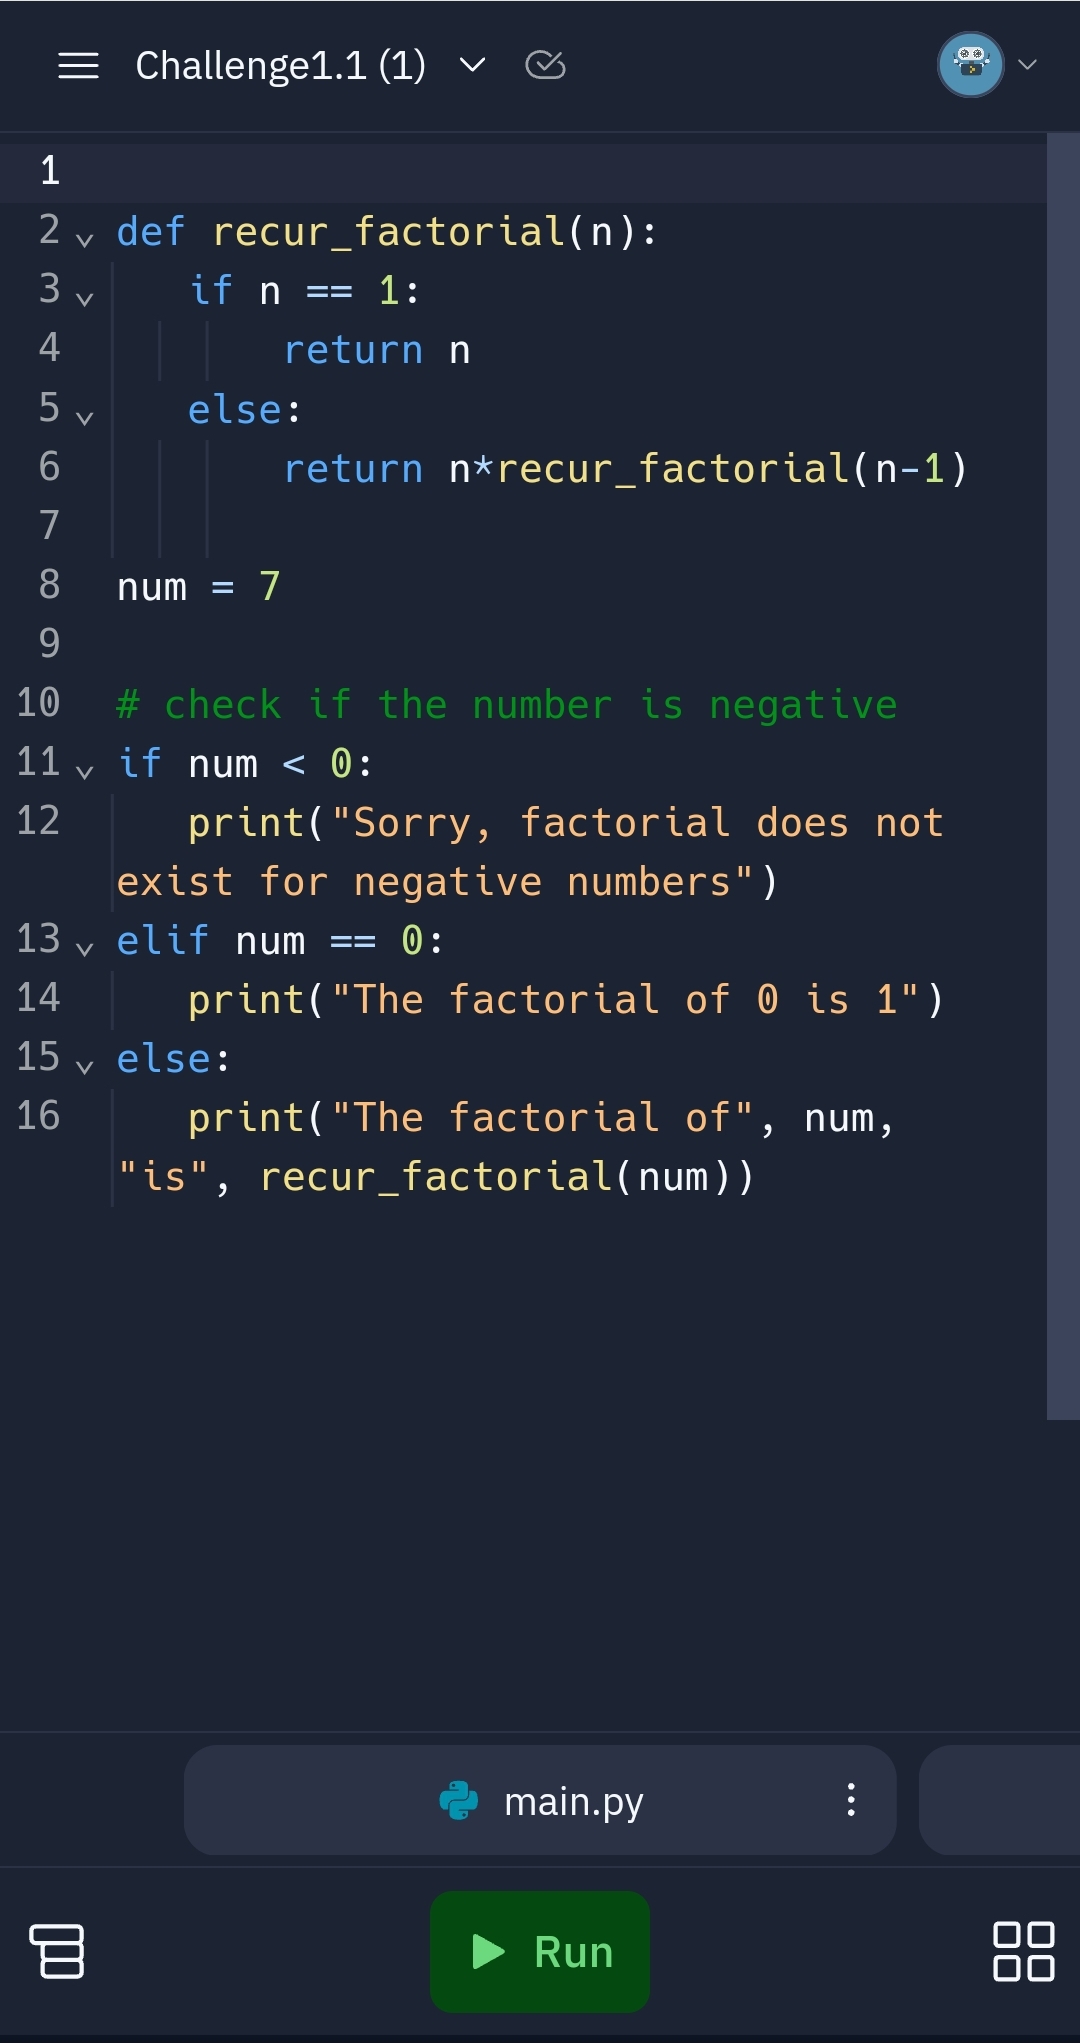 Challenge1.1 (1)
1
2 def recur_factorial(n):
3    if n == 1:
4        return n
5    else:
6        return n*recur_factorial(n-1)
7
8 num = 7
9
10 # check if the number is negative
11 if num < 0:
12    print("Sorry, factorial does not
exist for negative numbers")
13 elif num == 0:
14    print("The factorial of 0 is 1")
15 else:
16    print("The factorial of", num,
"is", recur_factorial(num))
main.py
Run